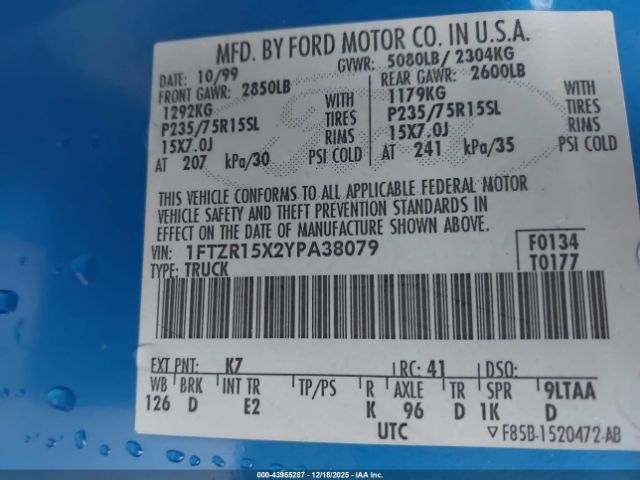 MFD. BY FORD MOTOR CO. IN U.S.A.
DATE: 10/99 GVWR: 5080LB/ 2304KG
FRONT GAWR: 2850LB REAR GAWR: 2600LB
1292KG WITH 1179KG WITH
P235/75R15SL TIRES P235/75R15SL TIRES
15X7.0J RIMS 15X7.0J RIMS
AT 207 kPa/30 PSI COLD AT 241 kPa/35 PSI COLD
THIS VEHICLE CONFORMS TO ALL APPLICABLE FEDERAL MOTOR
VEHICLE SAFETY AND THEFT PREVENTION STANDARDS IN
EFFECT ON THE DATE OF MANUFACTURE SHOWN ABOVE.
VIN: 1FTZR15X2YPA38079 F0134
TYPE: TRUCK T0177
EXT PNT: K7 RC: 41 DSO:
WB BRK INT TR TP/PS R AXLE TR SPR 9LTAA
126 D E2 K 96 D 1K D
UTC ▽ F85B-1520472-AB
000-43955287 - 12/18/2025 - IAAI Branch